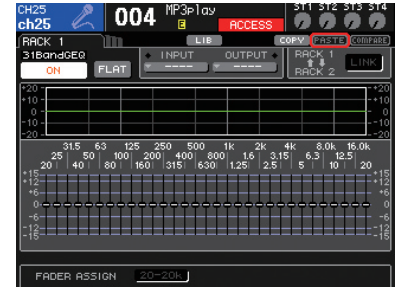 CH25
ch25
004
MP3play
E
ACCESS
ST1 ST2 ST3 ST4
RACK 1
LIB
COPY
PASTE
COMPARE
31BandGEQ
ON
FLAT
INPUT
----
OUTPUT
----
RACK 1
RACK 2
LINK
+20
+10
0
-10
-20
+20
+10
0
-10
-20
31.5 63 125 250 500 1k 2k 4k 8.0k 16.0k
25 50 100 200 400 800 1.6 3.15 6.3 12.5
20 40 80 160 315 630 1.25 2.5 5 10 20
+15
+12
+6
0
-6
-12
-15
+15
+12
+6
0
-6
-12
-15
FADER ASSIGN
20-20k